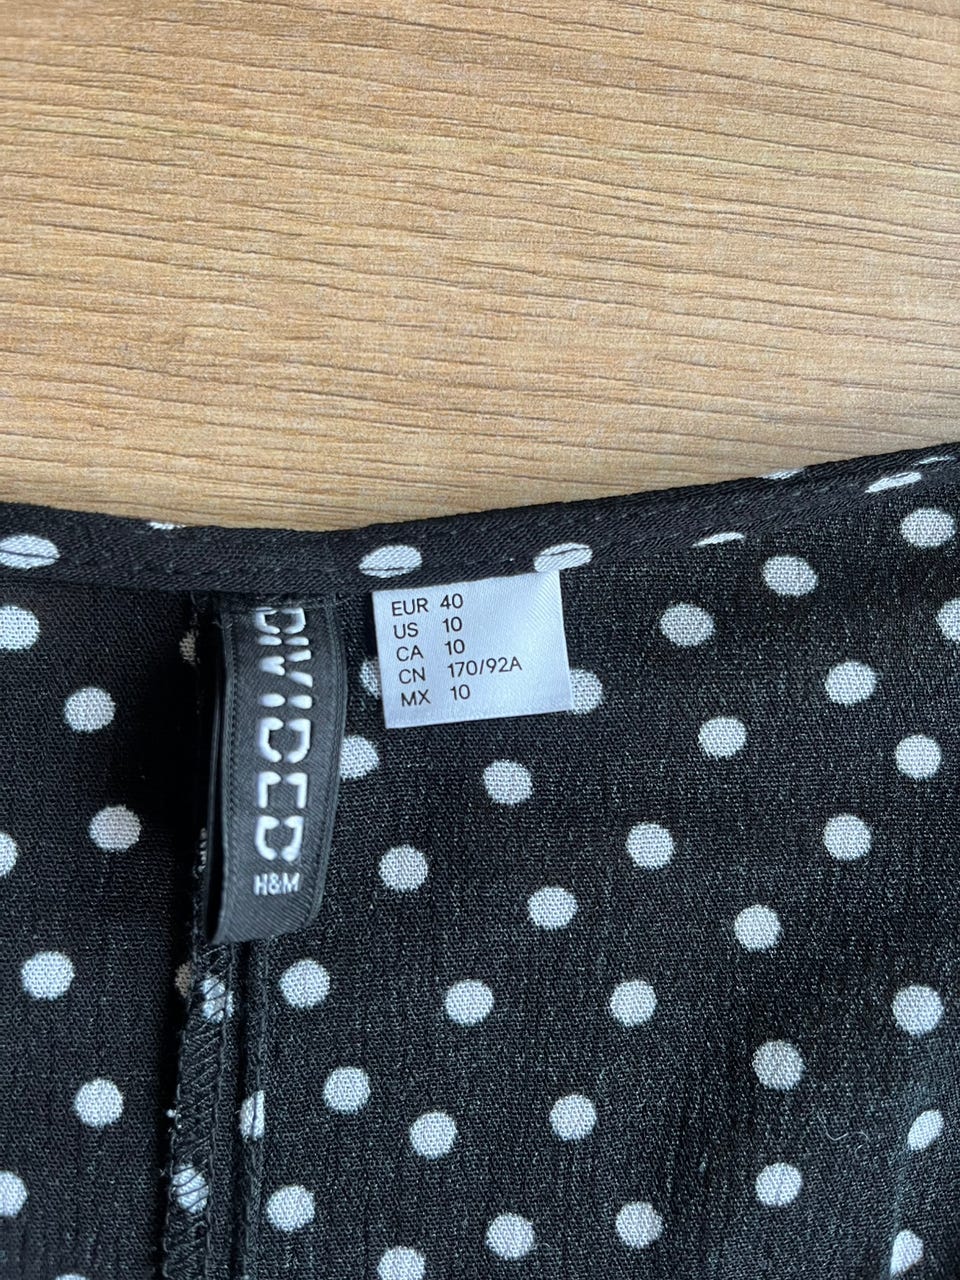 DIVIDED
H&M
EUR 40
US 10
CA 10
CN 170/92A
MX 10